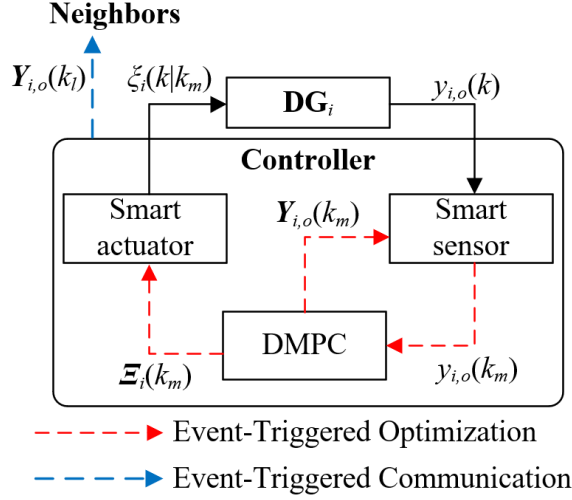 Neighbors
Y_{i,o}(k_l)
ξ_i(k|k_m)
DG_i
y_{i,o}(k)
Controller
Smart
actuator
Y_{i,o}(k_m)
Smart
sensor
DMPC
Ξ_i(k_m)
y_{i,o}(k_m)
Event-Triggered Optimization
Event-Triggered Communication